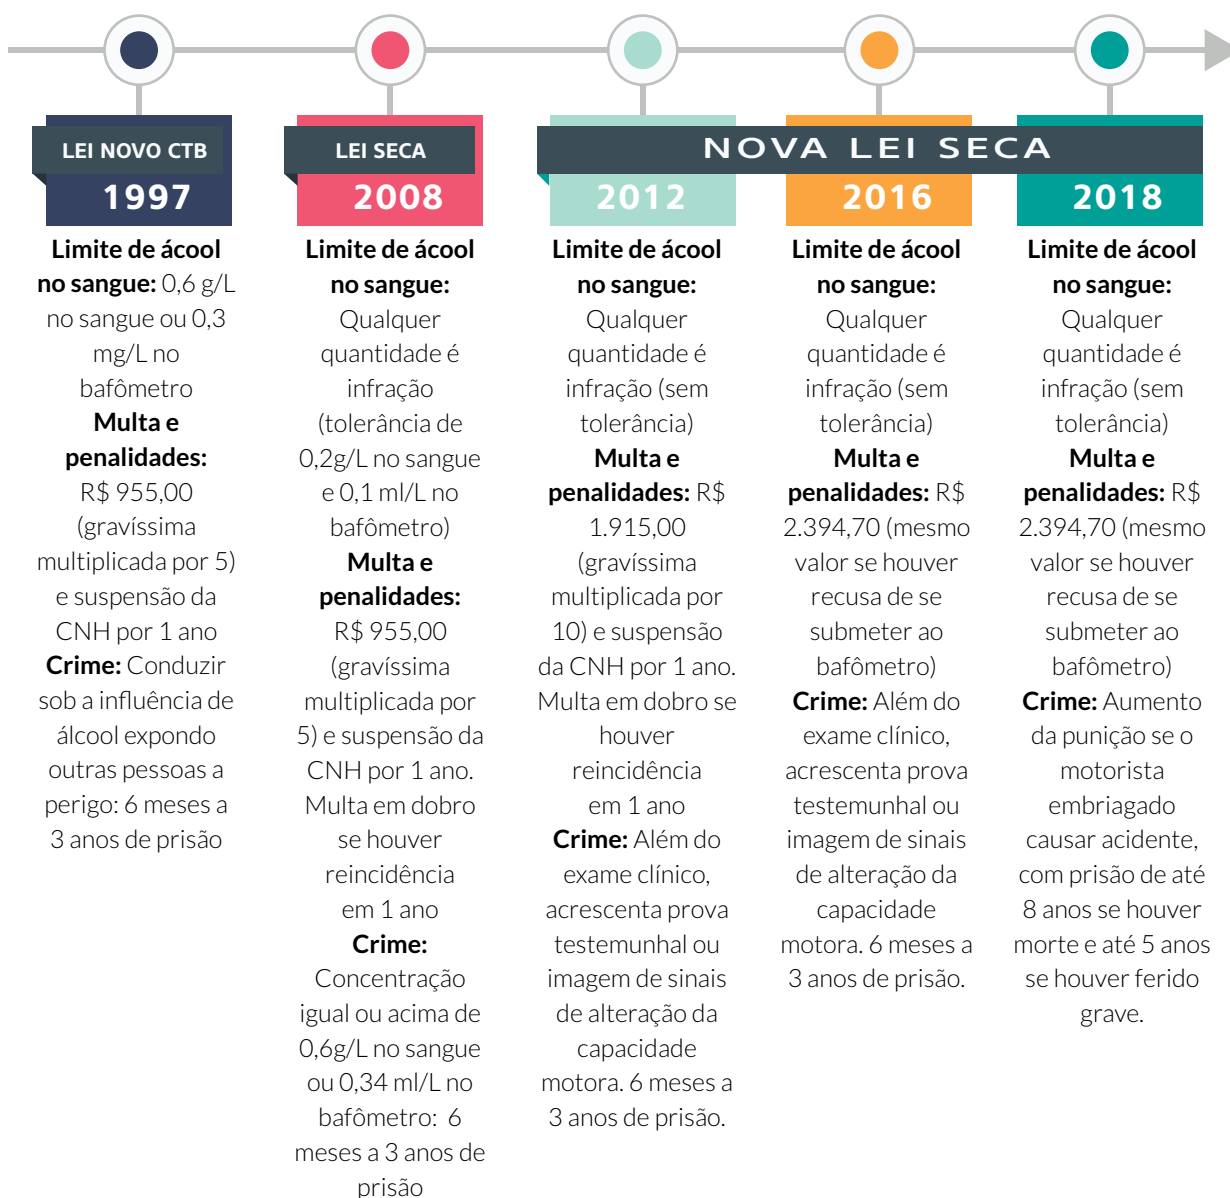 LEI NOVO CTB
1997
Limite de ácool
no sangue: 0,6 g/L
no sangue ou 0,3
mg/L no
bafômetro
Multa e
penalidades:
R$ 955,00
(gravíssima
multiplicada por 5)
e suspensão da
CNH por 1 ano
Crime: Conduzir
sob a influência de
álcool expondo
outras pessoas a
perigo: 6 meses a
3 anos de prisão
LEI SECA
2008
Limite de ácool
no sangue:
Qualquer
quantidade é
infração
(tolerância de
0,2g/L no sangue
e 0,1 ml/L no
bafômetro)
Multa e
penalidades:
R$ 955,00
(gravíssima
multiplicada por
5) e suspensão da
CNH por 1 ano.
Multa em dobro
se houver
reincidência
em 1 ano
Crime:
Concentração
igual ou acima de
0,6g/L no sangue
ou 0,34 ml/L no
bafômetro: 6
meses a 3 anos de
prisão
NOVA LEI SECA
2012
Limite de ácool
no sangue:
Qualquer
quantidade é
infração (sem
tolerância)
Multa e
penalidades: R$
1.915,00
(gravíssima
multiplicada por
10) e suspensão
da CNH por 1 ano.
Multa em dobro se
houver
reincidência
em 1 ano
Crime: Além do
exame clínico,
acrescenta prova
testemunhal ou
imagem de sinais
de alteração da
capacidade
motora. 6 meses a
3 anos de prisão.
2016
Limite de ácool
no sangue:
Qualquer
quantidade é
infração (sem
tolerância)
Multa e
penalidades: R$
2.394,70 (mesmo
valor se houver
recusa de se
submeter ao
bafômetro)
Crime: Além do
exame clínico,
acrescenta prova
testemunhal ou
imagem de sinais
de alteração da
capacidade
motora. 6 meses a
3 anos de prisão.
2018
Limite de ácool
no sangue:
Qualquer
quantidade é
infração (sem
tolerância)
Multa e
penalidades: R$
2.394,70 (mesmo
valor se houver
recusa de se
submeter ao
bafômetro)
Crime: Aumento
da punição se o
motorista
embriagado
causar acidente,
com prisão de até
8 anos se houver
morte e até 5 anos
se houver ferido
grave.